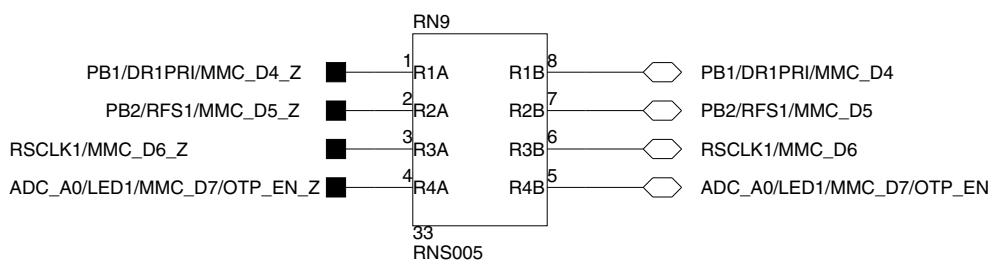 RN9
PB1/DR1PRI/MMC_D4_Z 1 R1A R1B 8 PB1/DR1PRI/MMC_D4
PB2/RFS1/MMC_D5_Z 2 R2A R2B 7 PB2/RFS1/MMC_D5
RSCLK1/MMC_D6_Z 3 R3A R3B 6 RSCLK1/MMC_D6
ADC_A0/LED1/MMC_D7/OTP_EN_Z 4 R4A R4B 5 ADC_A0/LED1/MMC_D7/OTP_EN
33
RNS005